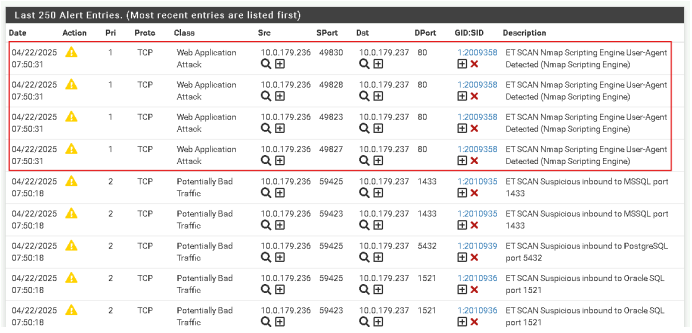 Last 250 Alert Entries. (Most recent entries are listed first)
Date Action Pri Proto Class Src SPort Dst DPort GID:SID Description
04/22/2025 1 TCP Web Application 10.0.179.236 49830 10.0.179.237 80 1:2009358 ET SCAN Nmap Scripting Engine User-Agent
07:50:31 Attack Detected (Nmap Scripting Engine)
04/22/2025 1 TCP Web Application 10.0.179.236 49828 10.0.179.237 80 1:2009358 ET SCAN Nmap Scripting Engine User-Agent
07:50:31 Attack Detected (Nmap Scripting Engine)
04/22/2025 1 TCP Web Application 10.0.179.236 49823 10.0.179.237 80 1:2009358 ET SCAN Nmap Scripting Engine User-Agent
07:50:31 Attack Detected (Nmap Scripting Engine)
04/22/2025 1 TCP Web Application 10.0.179.236 49827 10.0.179.237 80 1:2009358 ET SCAN Nmap Scripting Engine User-Agent
07:50:31 Attack Detected (Nmap Scripting Engine)
04/22/2025 2 TCP Potentially Bad 10.0.179.236 59425 10.0.179.237 1433 1:2010935 ET SCAN Suspicious inbound to MSSQL port
07:50:18 Traffic 1433
04/22/2025 2 TCP Potentially Bad 10.0.179.236 59423 10.0.179.237 1433 1:2010935 ET SCAN Suspicious inbound to MSSQL port
07:50:18 Traffic 1433
04/22/2025 2 TCP Potentially Bad 10.0.179.236 59425 10.0.179.237 5432 1:2010939 ET SCAN Suspicious inbound to PostgreSQL
07:50:18 Traffic port 5432
04/22/2025 2 TCP Potentially Bad 10.0.179.236 59425 10.0.179.237 1521 1:2010936 ET SCAN Suspicious inbound to Oracle SQL
07:50:18 Traffic port 1521
04/22/2025 2 TCP Potentially Bad 10.0.179.236 59423 10.0.179.237 1521 1:2010936 ET SCAN Suspicious inbound to Oracle SQL
07:50:18 Traffic port 1521